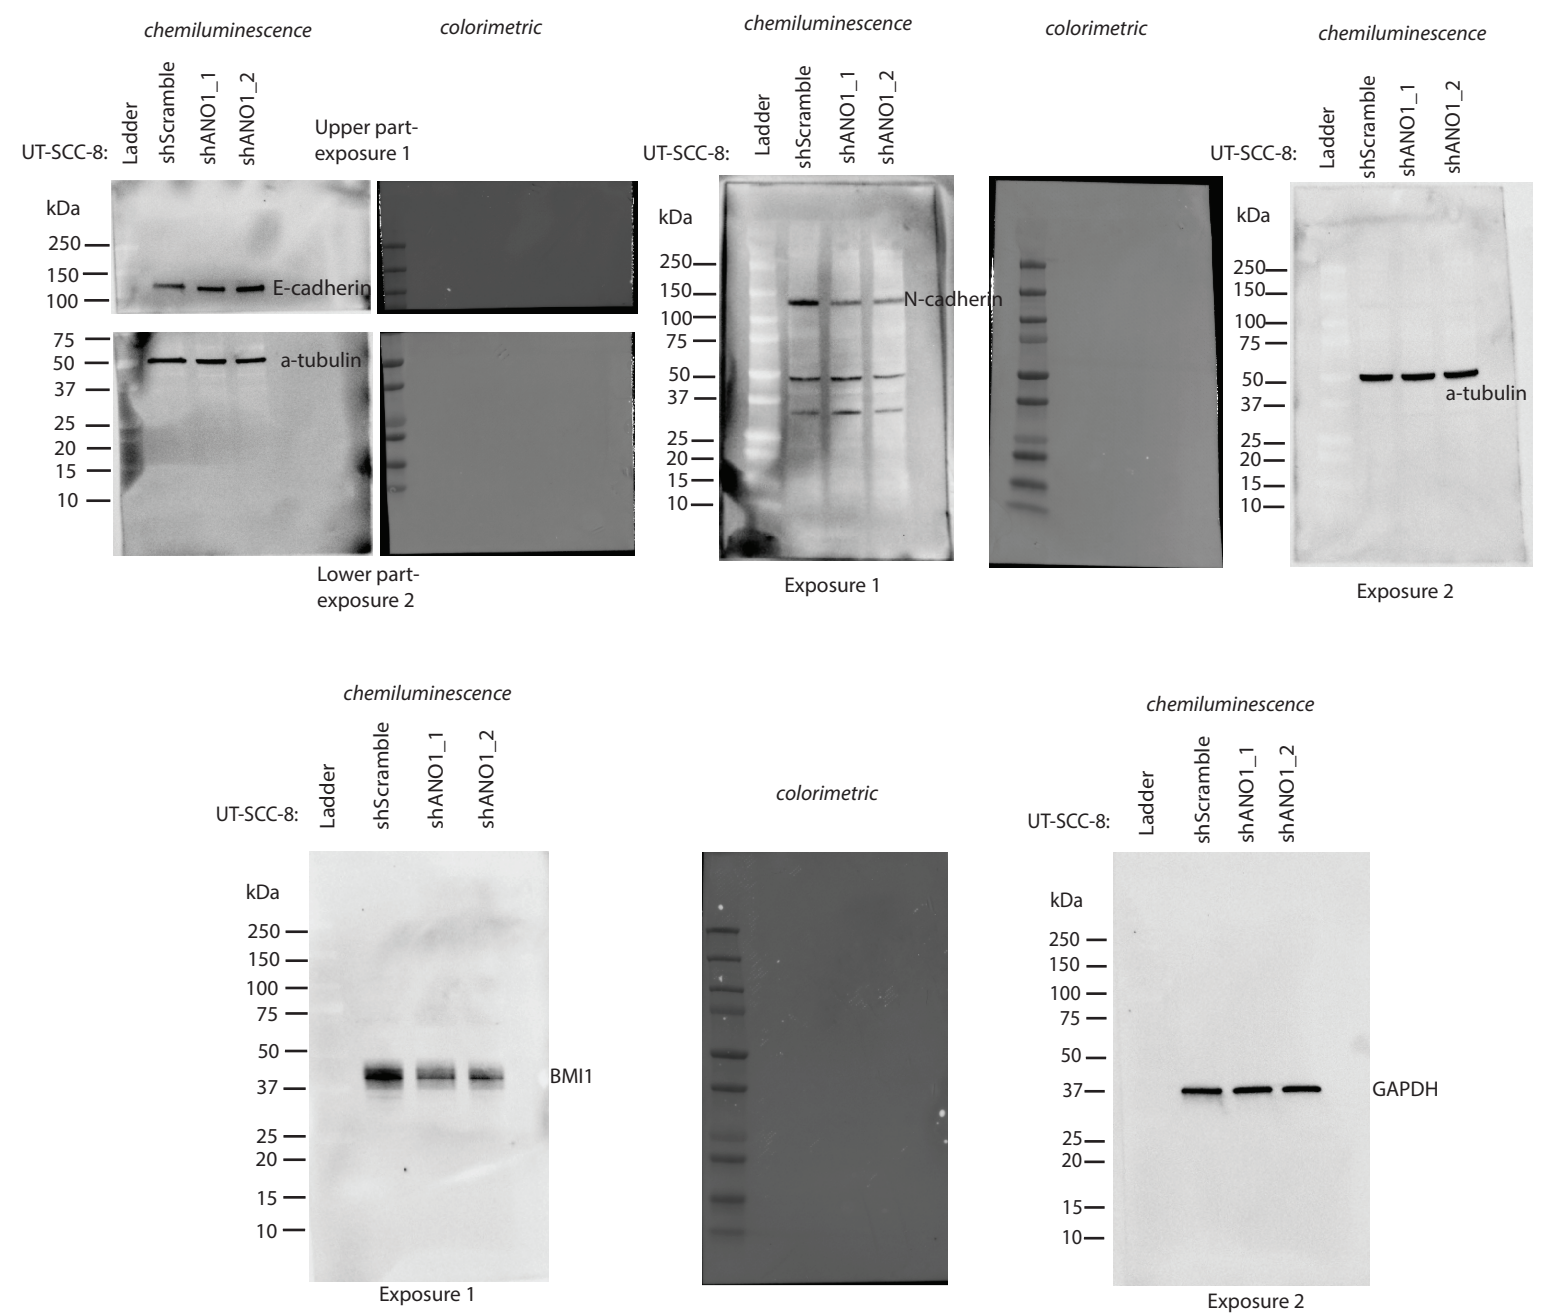 chemiluminescence
colorimetric
Ladder
shScramble
shANO1_1
shANO1_2
UT-SCC-8:
Upper part-
exposure 1
kDa
250
150
100
E-cadherin
75
50
37
25
20
15
10
a-tubulin
Lower part-
exposure 2
chemiluminescence
colorimetric
Ladder
shScramble
shANO1_1
shANO1_2
UT-SCC-8:
kDa
250
150
100
75
50
37
25
20
15
10
N-cadherin
Exposure 1
chemiluminescence
Ladder
shScramble
shANO1_1
shANO1_2
UT-SCC-8:
kDa
250
150
100
75
50
37
25
20
15
10
a-tubulin
Exposure 2
chemiluminescence
Ladder
shScramble
shANO1_1
shANO1_2
UT-SCC-8:
kDa
250
150
100
75
50
37
25
20
15
10
BMI1
Exposure 1
colorimetric
chemiluminescence
Ladder
shScramble
shANO1_1
shANO1_2
UT-SCC-8:
kDa
250
150
100
75
50
37
25
20
15
10
GAPDH
Exposure 2